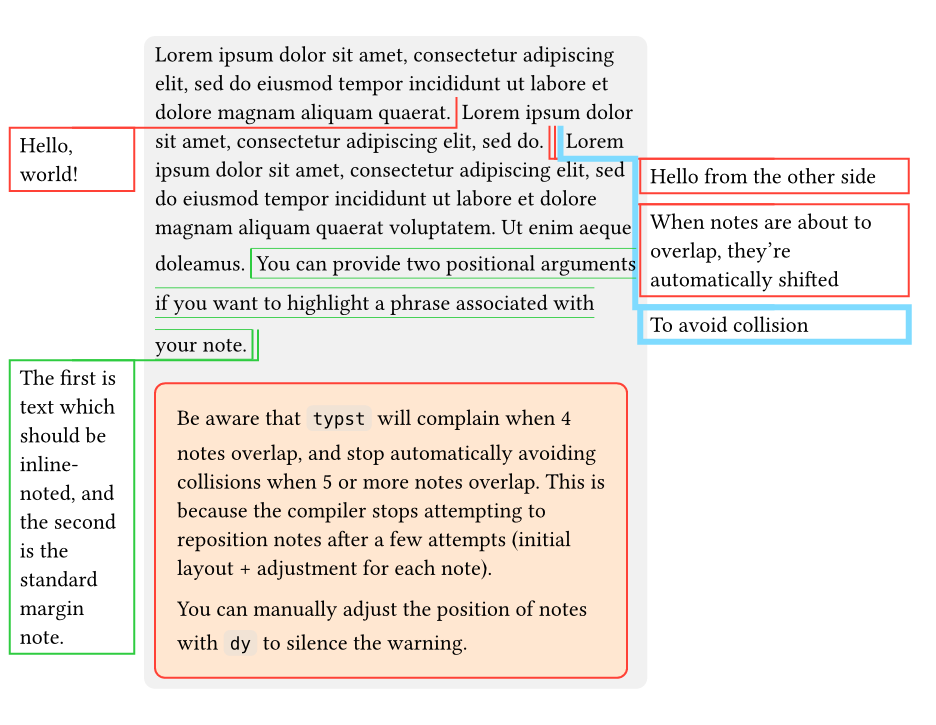 Lorem ipsum dolor sit amet, consectetur adipiscing
elit, sed do eiusmod tempor incididunt ut labore et
dolore magnam aliquam quaerat. Lorem ipsum dolor
sit amet, consectetur adipiscing elit, sed do. Lorem
ipsum dolor sit amet, consectetur adipiscing elit, sed
do eiusmod tempor incididunt ut labore et dolore
magnam aliquam quaerat voluptatem. Ut enim aeque
doleamus. You can provide two positional arguments
if you want to highlight a phrase associated with
your note.
Hello,
world!
Hello from the other side
When notes are about to
overlap, they’re
automatically shifted
To avoid collision
The first is
text which
should be
inline-
noted, and
the second
is the
standard
margin
note.
Be aware that typst will complain when 4
notes overlap, and stop automatically avoiding
collisions when 5 or more notes overlap. This is
because the compiler stops attempting to
reposition notes after a few attempts (initial
layout + adjustment for each note).
You can manually adjust the position of notes
with dy to silence the warning.